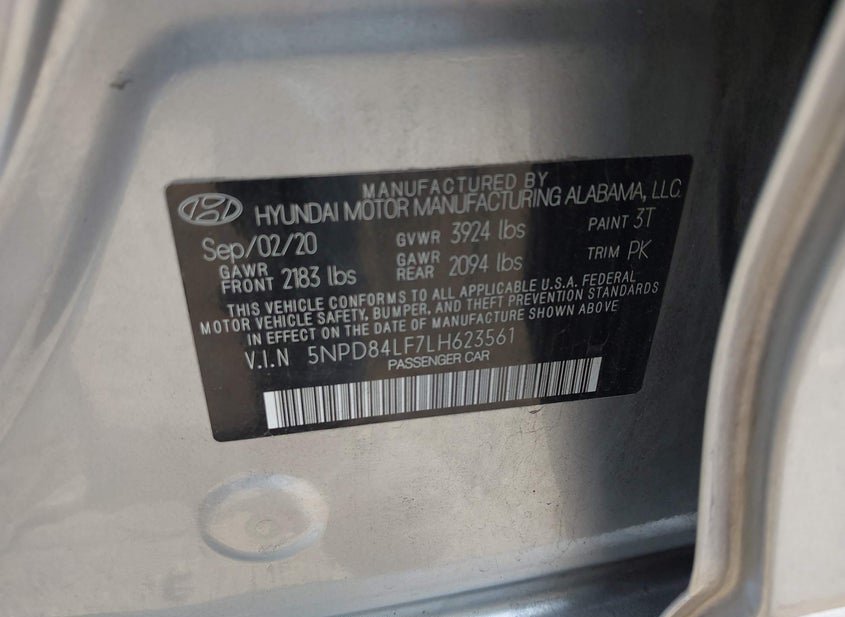 MANUFACTURED BY
HYUNDAI MOTOR MANUFACTURING ALABAMA, LLC.
Sep/02/20 GVWR 3924 lbs PAINT 3T
GAWR FRONT 2183 lbs GAWR REAR 2094 lbs TRIM PK
THIS VEHICLE CONFORMS TO ALL APPLICABLE U.S.A. FEDERAL
MOTOR VEHICLE SAFETY, BUMPER, AND THEFT PREVENTION STANDARDS
IN EFFECT ON THE DATE OF MANUFACTURE SHOWN ABOVE
V.I.N 5NPD84LF7LH623561
PASSENGER CAR